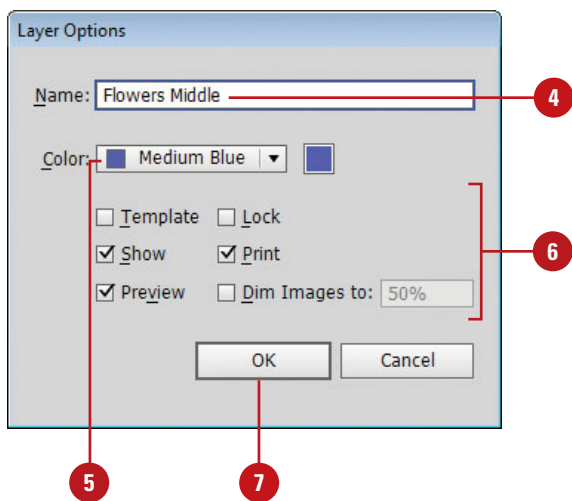 Layer Options
Name: Flowers Middle
4
Color: Medium Blue
Template Lock
Show Print
6
Preview Dim Images to: 50%
OK Cancel
5 7